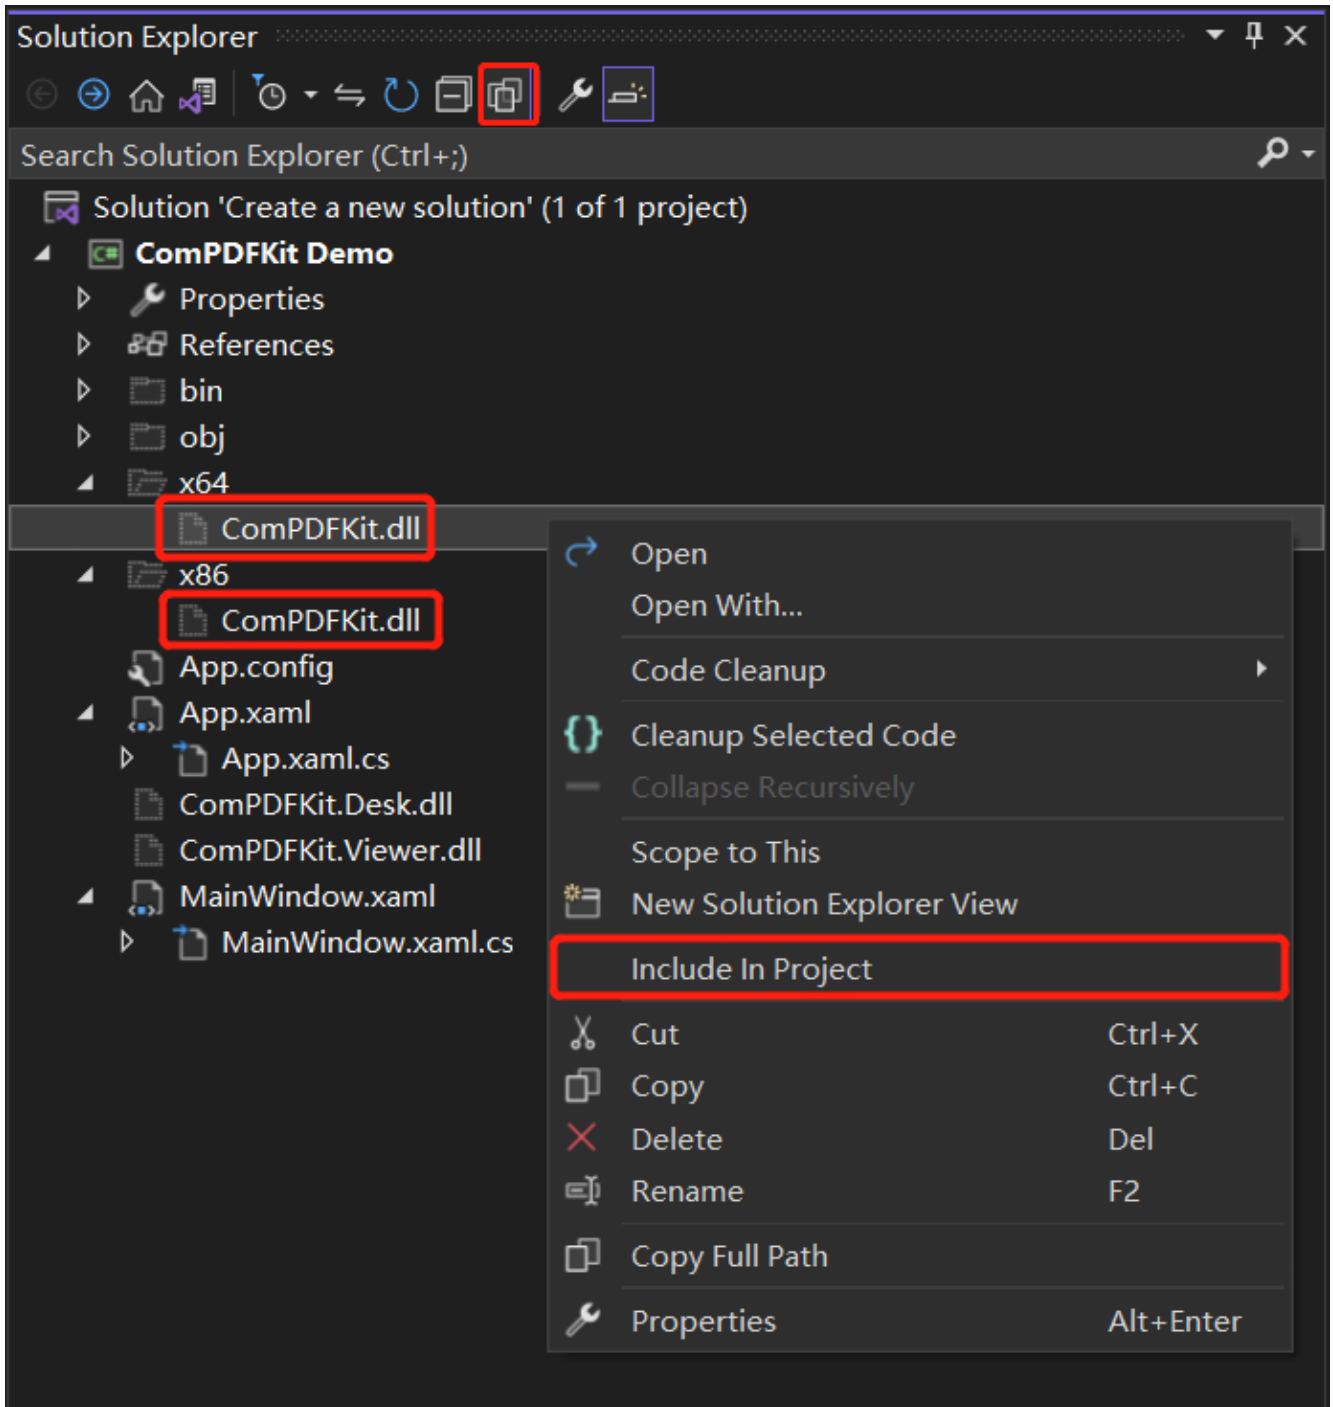 Solution Explorer
Search Solution Explorer (Ctrl+;)
Solution 'Create a new solution' (1 of 1 project)
C# ComPDFKit Demo
Properties
References
bin
obj
x64
ComPDFKit.dll
x86
ComPDFKit.dll
App.config
App.xaml
App.xaml.cs
ComPDFKit.Desk.dll
ComPDFKit.Viewer.dll
MainWindow.xaml
MainWindow.xaml.cs
Open
Open With...
Code Cleanup
Cleanup Selected Code
Collapse Recursively
Scope to This
New Solution Explorer View
Include In Project
Cut Ctrl+X
Copy Ctrl+C
Delete Del
Rename F2
Copy Full Path
Properties Alt+Enter